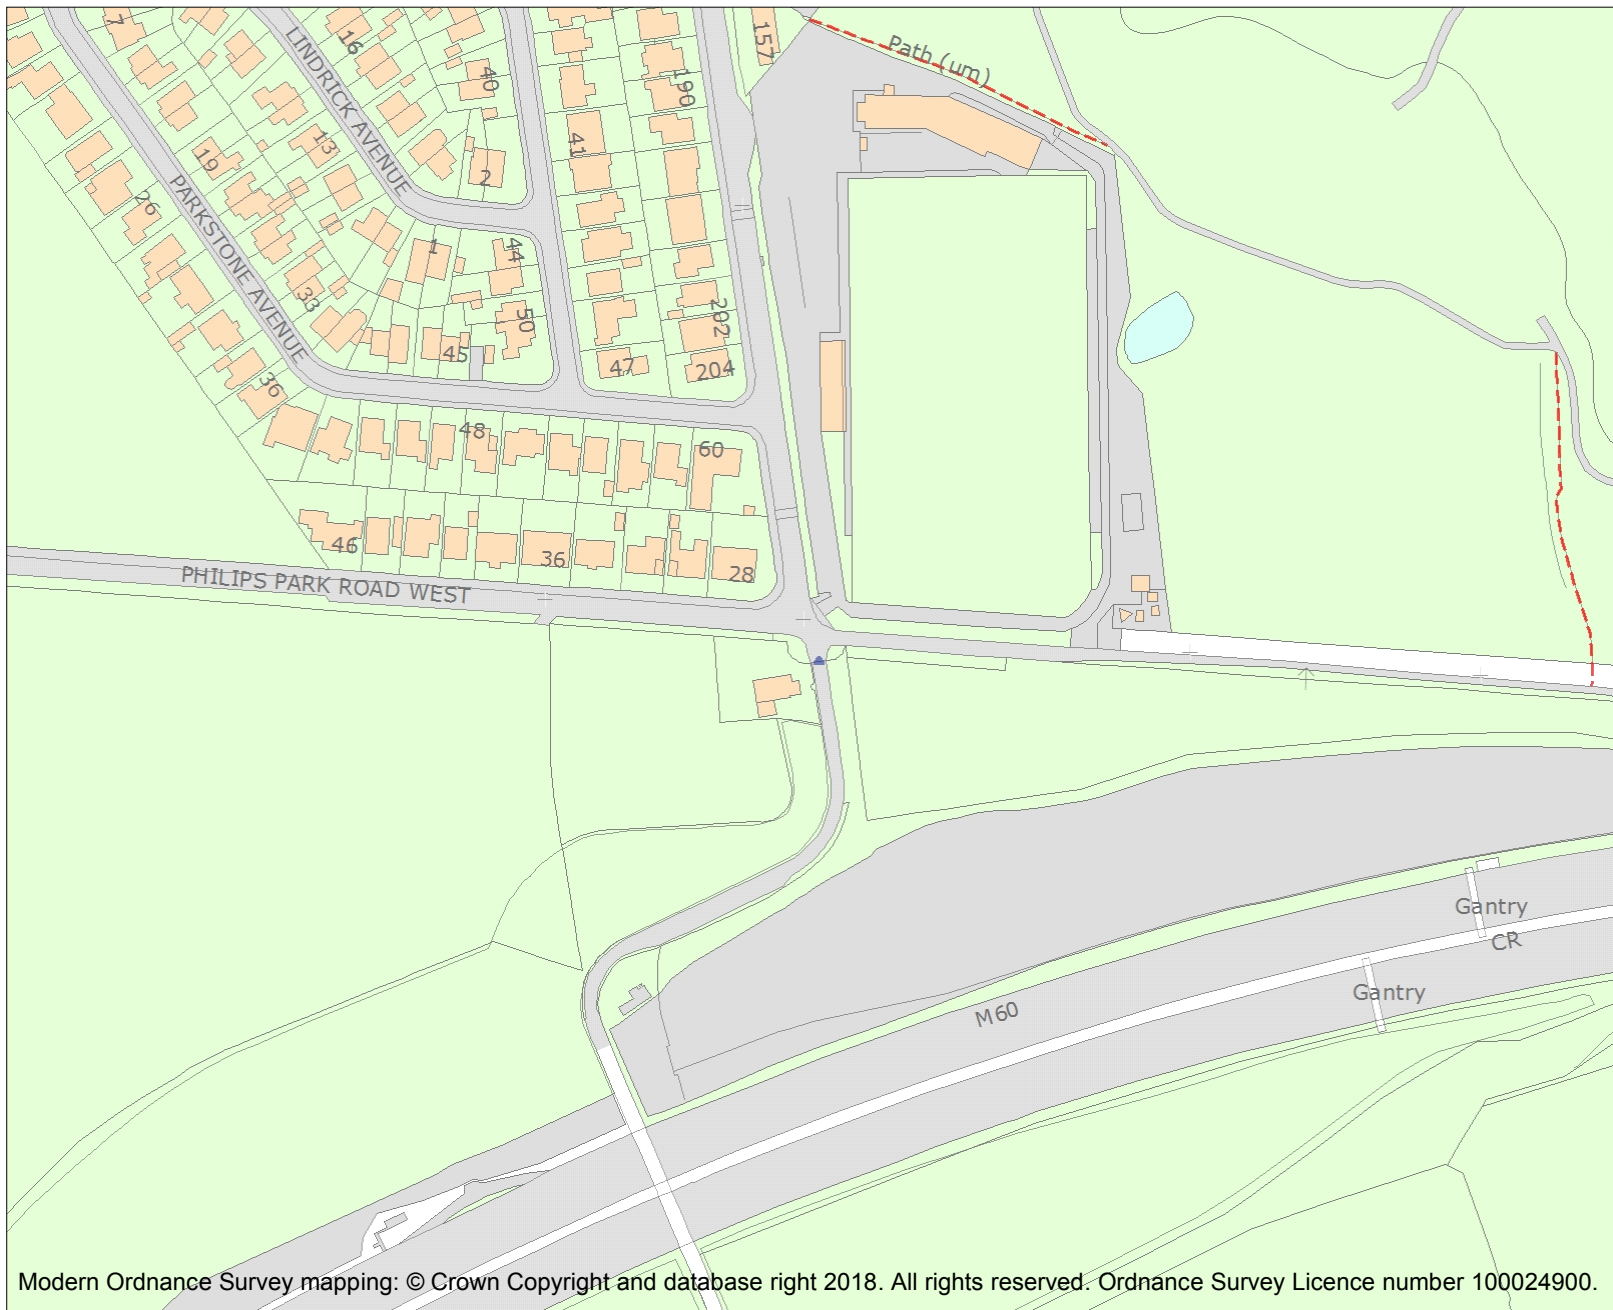 7
LINDRICK AVENUE
16
40
157
190
Path (um)
41
13
19
2
PARKSTONE AVENUE
26
1
44
33
50
202
45
47
204
36
48
60
46
36
28
PHILIPS PARK ROAD WEST
Gantry
CR
Gantry
M60
Modern Ordnance Survey mapping: © Crown Copyright and database right 2018. All rights reserved. Ordnance Survey Licence number 100024900.